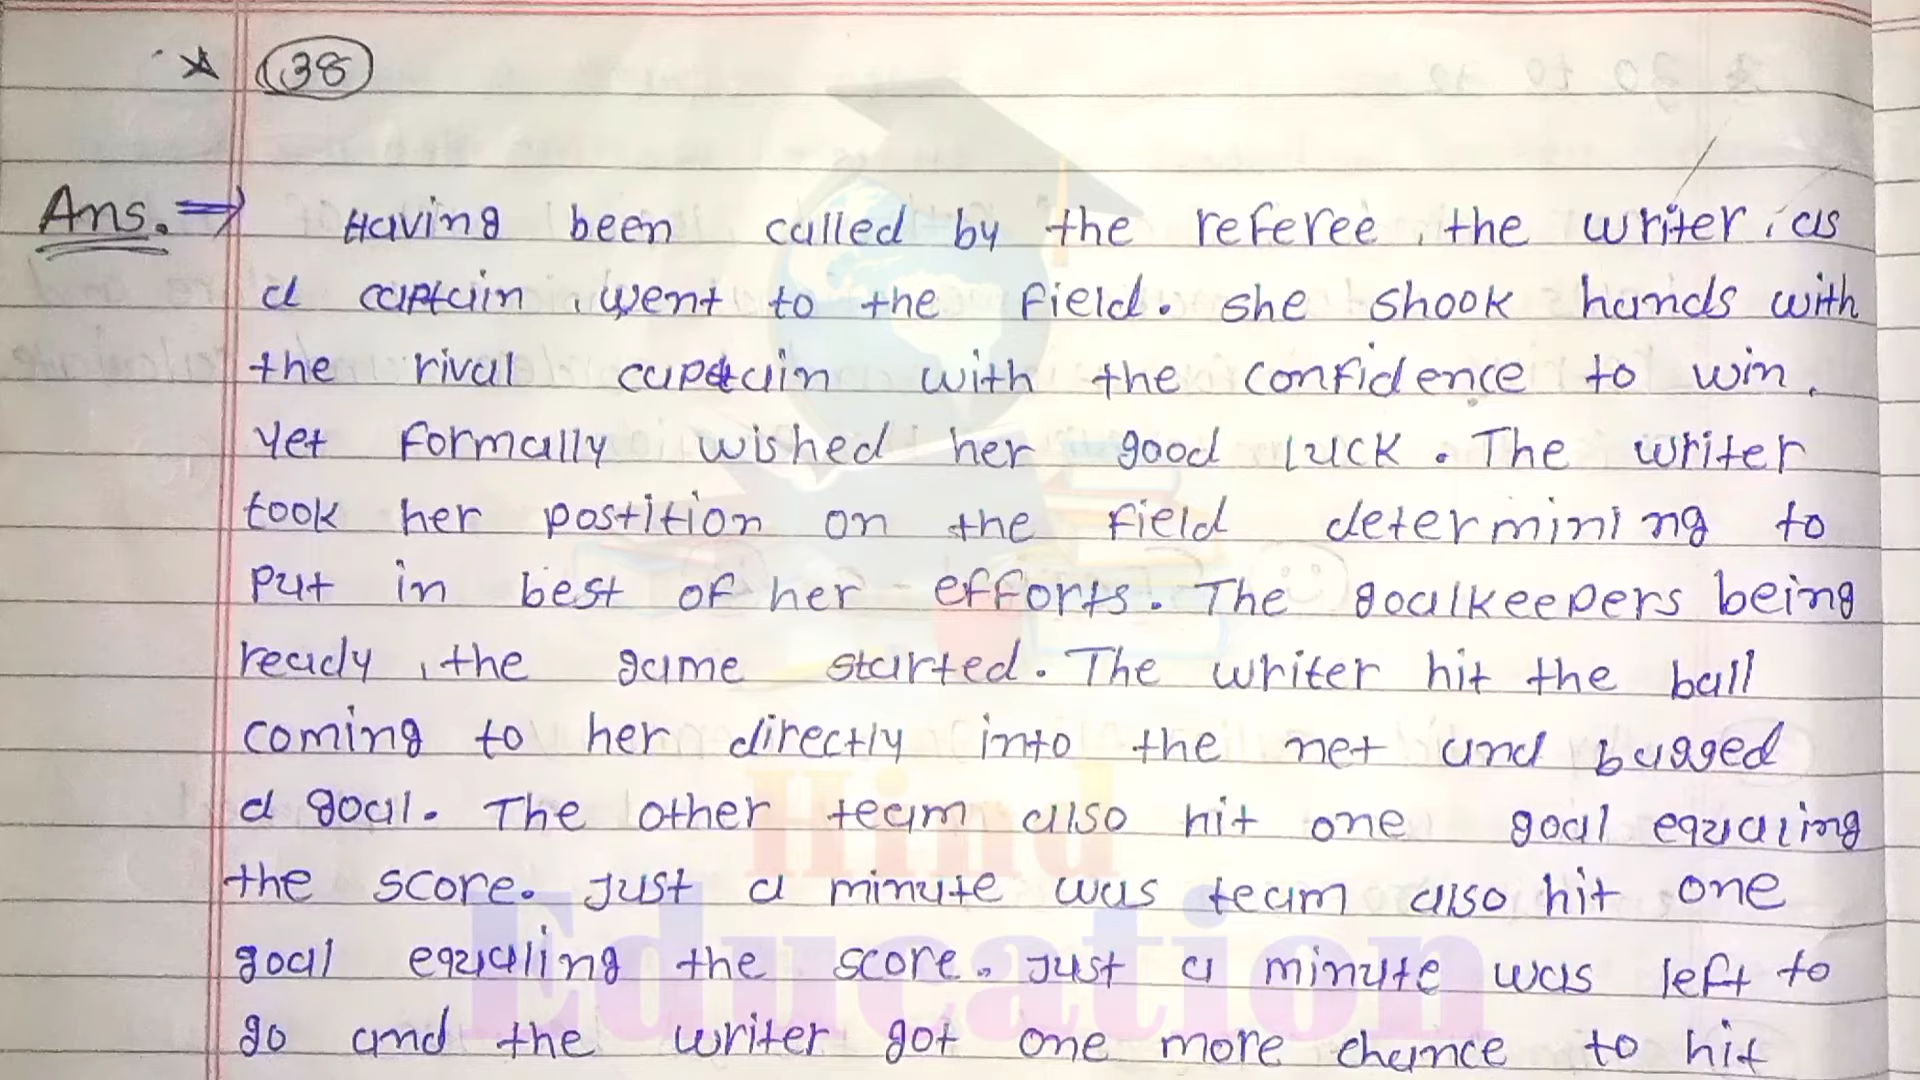 38
Ans. ⇒ Having been called by the referee, the writer, as
a captain, went to the field. she shook hands with
the rival captain with the confidence to win,
yet formally wished her good luck. The writer
took her postition on the field determining to
put in best of her efforts. The goalkeepers being
ready, the game started. The writer hit the ball
coming to her directly into the net and bagged
a goal. The other team also hit one goal equaling
the score. Just a minute was team also hit one
goal equaling the score. Just a minute was left to
go and the writer got one more chance to hit
Hind
Education